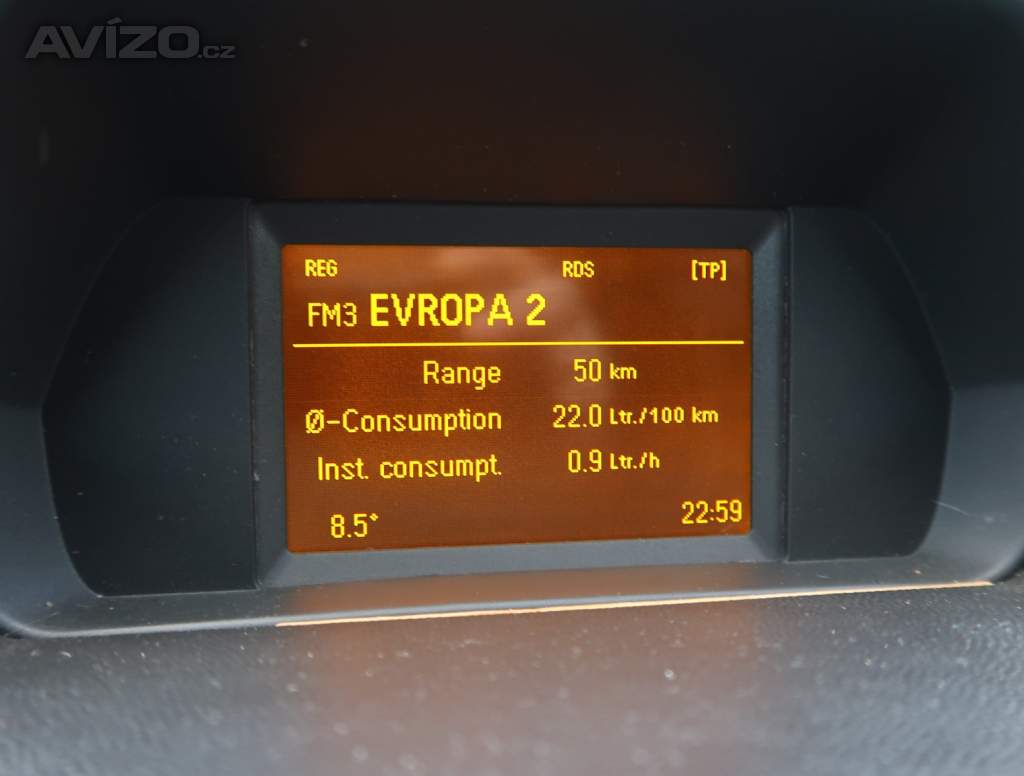 AVÍZO.cz
REG RDS [TP]
FM3 EVROPA 2
Range 50 km
Ø-Consumption 22.0 Ltr./100 km
Inst. consumpt. 0.9 Ltr./h
8.5° 22:59